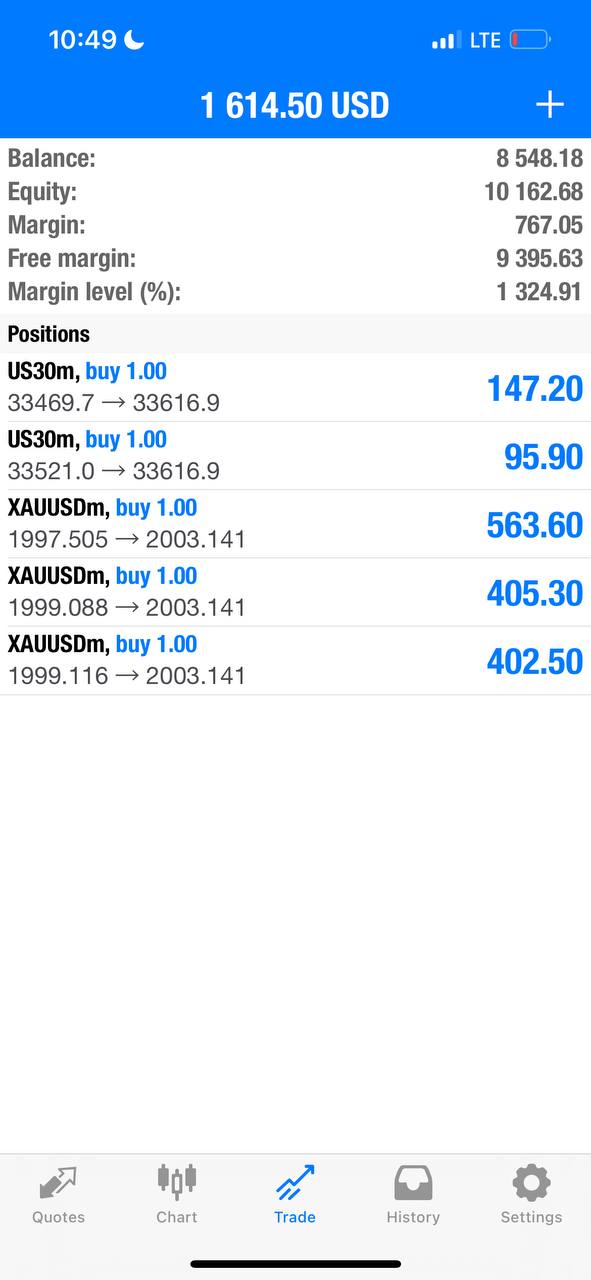 10:49 LTE
1 614.50 USD
Balance: 8 548.18
Equity: 10 162.68
Margin: 767.05
Free margin: 9 395.63
Margin level (%): 1 324.91
Positions
US30m, buy 1.00
33469.7 → 33616.9 147.20
US30m, buy 1.00
33521.0 → 33616.9 95.90
XAUUSDm, buy 1.00
1997.505 → 2003.141 563.60
XAUUSDm, buy 1.00
1999.088 → 2003.141 405.30
XAUUSDm, buy 1.00
1999.116 → 2003.141 402.50
Quotes Chart Trade History Settings